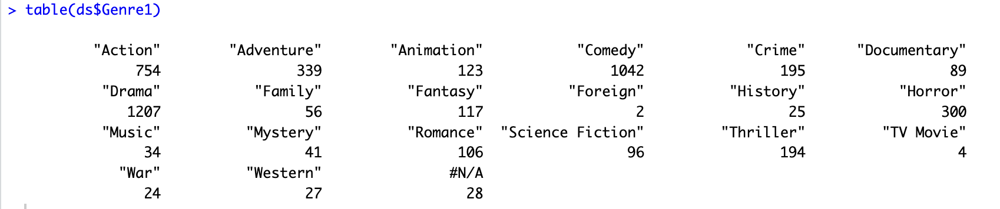 > table(ds$Genre1)
"Action" "Adventure" "Animation" "Comedy" "Crime" "Documentary"
754 339 123 1042 195 89
"Drama" "Family" "Fantasy" "Foreign" "History" "Horror"
1207 56 117 2 25 300
"Music" "Mystery" "Romance" "Science Fiction" "Thriller" "TV Movie"
34 41 106 96 194 4
"War" "Western" #N/A
24 27 28